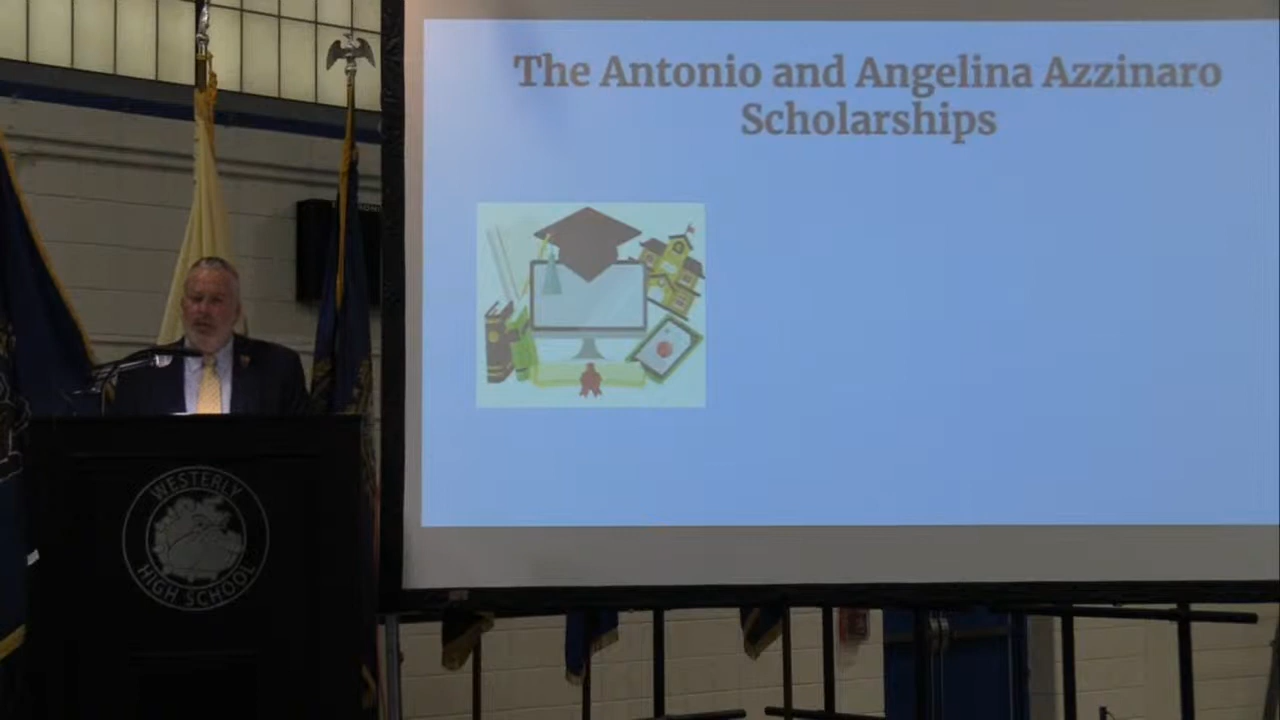 The Antonio and Angelina Azzinaro
Scholarships
WESTERLY
HIGH SCHOOL